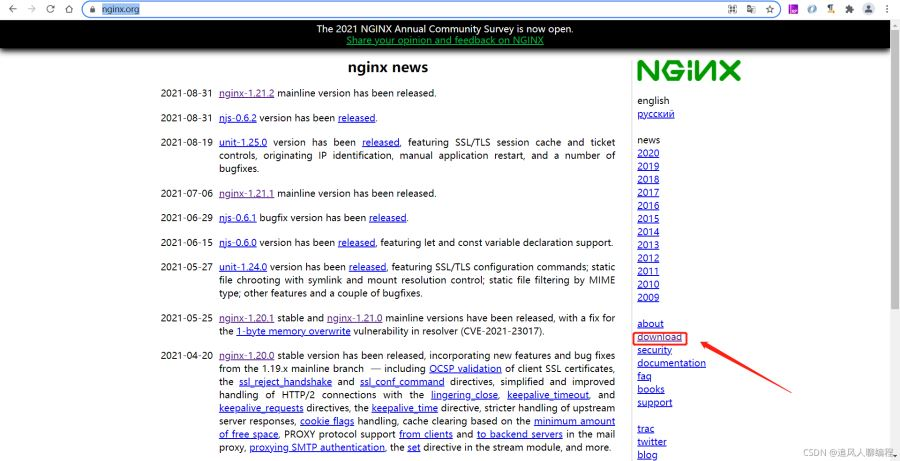 nginx.org
The 2021 NGINX Annual Community Survey is now open.
Share your opinion and feedback on NGINX
nginx news
2021-08-31 nginx-1.21.2 mainline version has been released.
2021-08-31 njs-0.6.2 version has been released.
2021-08-19 unit-1.25.0 version has been released, featuring SSL/TLS session cache and ticket
controls, originating IP identification, manual application restart, and a number of
bugfixes.
2021-07-06 nginx-1.21.1 mainline version has been released.
2021-06-29 njs-0.6.1 bugfix version has been released.
2021-06-15 njs-0.6.0 version has been released, featuring let and const variable declaration support.
2021-05-27 unit-1.24.0 version has been released, featuring SSL/TLS configuration commands; static
file chrooting with symlink and mount resolution control; static file filtering by MIME
type; other features and a couple of bugfixes.
2021-05-25 nginx-1.20.1 stable and nginx-1.21.0 mainline versions have been released, with a fix for
the 1-byte memory overwrite vulnerability in resolver (CVE-2021-23017).
2021-04-20 nginx-1.20.0 stable version has been released, incorporating new features and bug fixes
from the 1.19.x mainline branch — including OCSP validation of client SSL certificates,
the ssl_reject_handshake and ssl_conf_command directives, simplified and improved
handling of HTTP/2 connections with the lingering_close, keepalive_timeout, and
keepalive_requests directives, the keepalive_time directive, stricter handling of upstream
server responses, cookie flags handling, cache clearing based on the minimum amount
of free space, PROXY protocol support from clients and to backend servers in the mail
proxy, proxying SMTP authentication, the set directive in the stream module, and more.
NGINX
english
русский
news
2020
2019
2018
2017
2016
2015
2014
2013
2012
2011
2010
2009
about
download
security
documentation
faq
books
support
trac
twitter
blog
CSDN @追风人聊编程